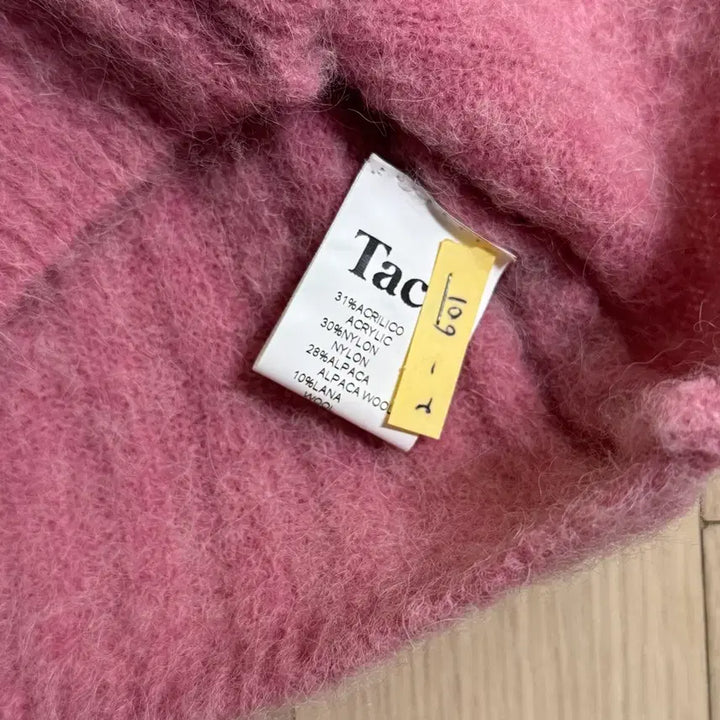 Tac
31%ACRILICO
ACRYLIC
30%NYLON
NYLON
28%ALPACA
ALPACA WOOL
10%LANA
WOOL